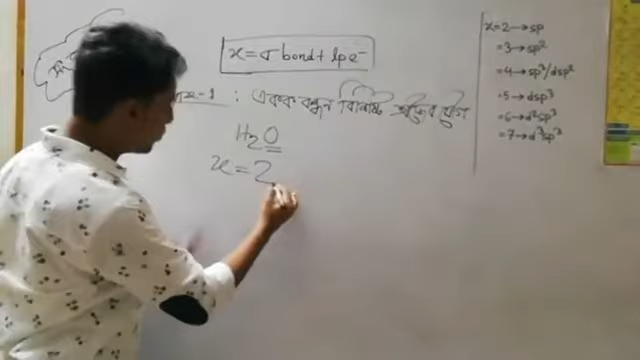 x = σ bond + lp e⁻
-1 : একক বন্ধন বিশিষ্ট যৌগ
H₂O
x = 2
x=2→sp
=3→sp²
=4→sp³/dsp²
=5→dsp³
=6→d²sp³
=7→d³sp³